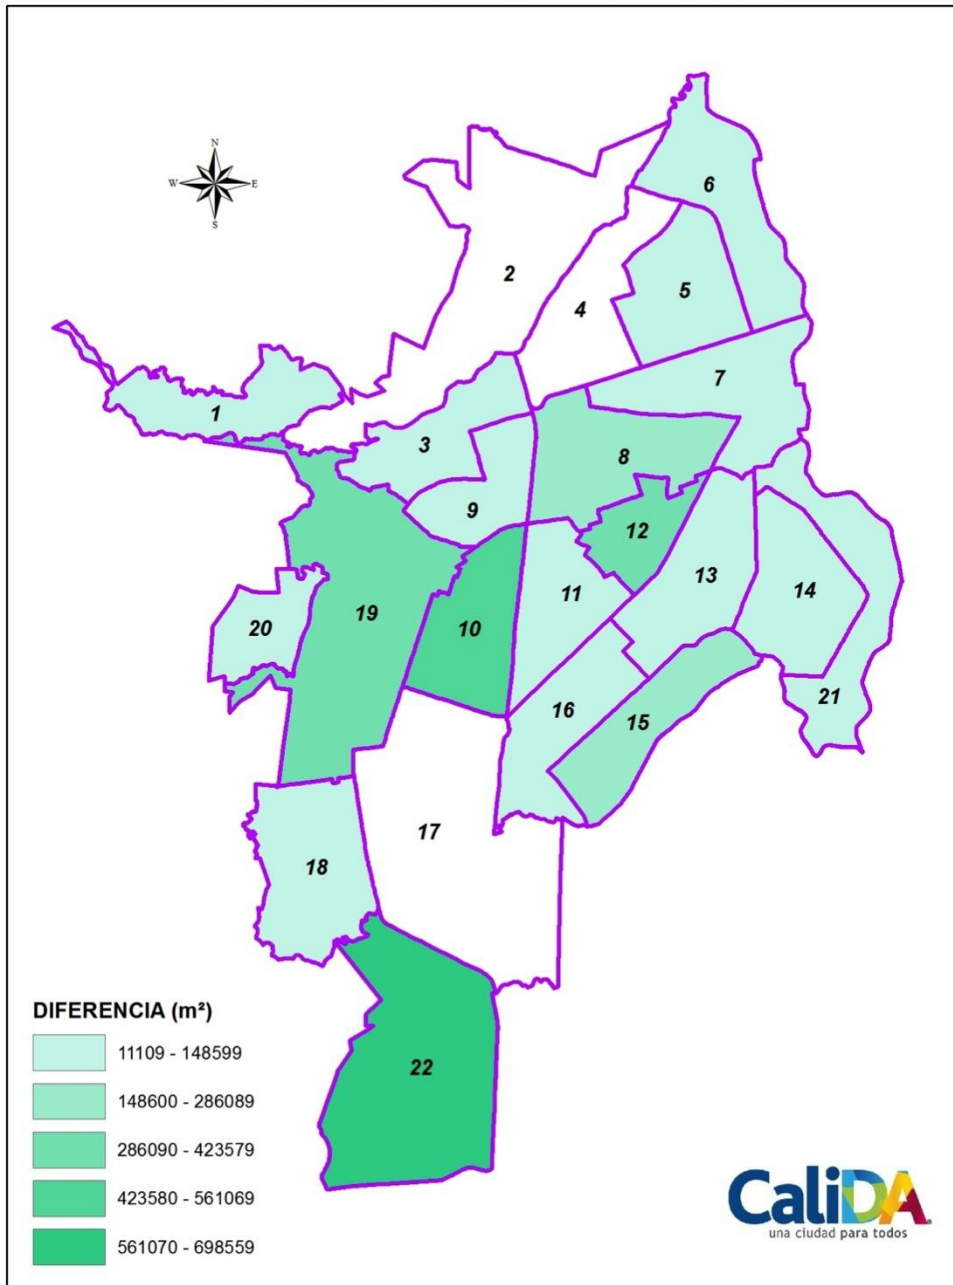 N
W E
S
6
2
5
4
7
1
3
8
9
12
13
14
11
19
20
10
21
16
15
17
18
22
DIFERENCIA (m²)
11109 - 148599
148600 - 286089
286090 - 423579
423580 - 561069
561070 - 698559
CaliDA
una ciudad para todos